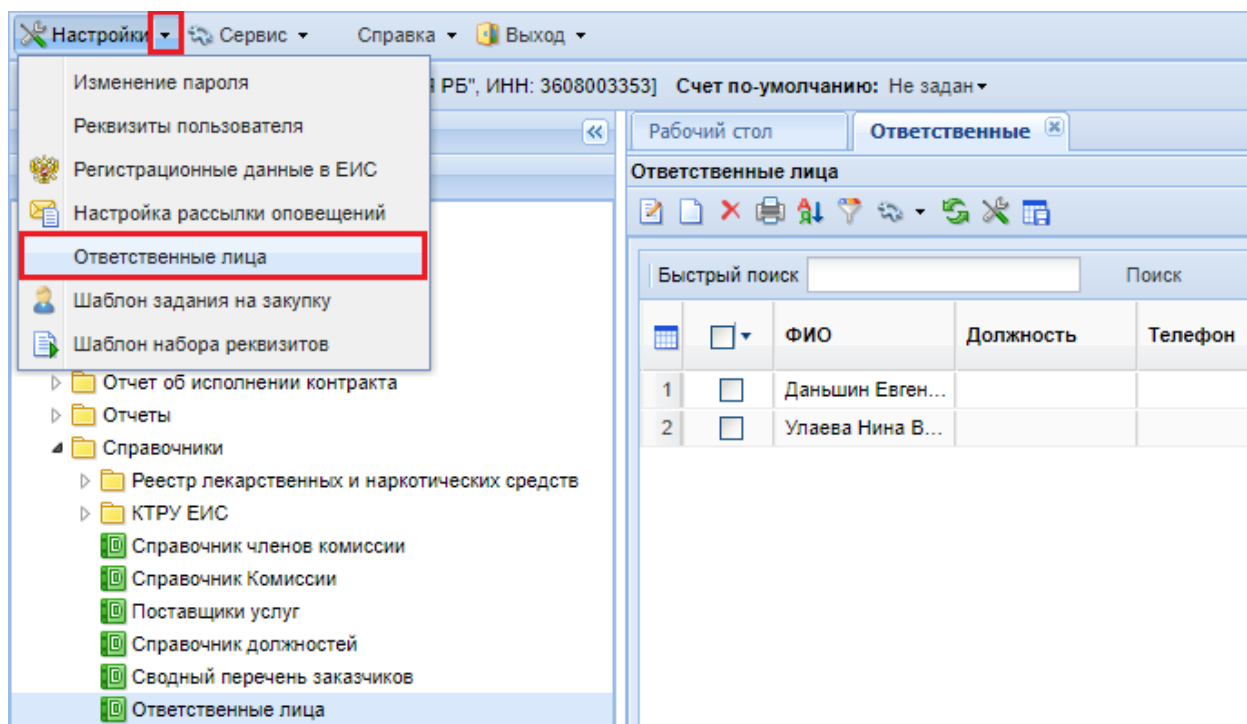 Настройки Сервис Справка Выход
Изменение пароля
РБ", ИНН: 3608003353] Счет по-умолчанию: Не задан
Реквизиты пользователя
Регистрационные данные в ЕИС
Настройка рассылки оповещений
Ответственные лица
Шаблон задания на закупку
Шаблон набора реквизитов
Отчет об исполнении контракта
Отчеты
Справочники
Реестр лекарственных и наркотических средств
КТРУ ЕИС
Справочник членов комиссии
Справочник Комиссии
Поставщики услуг
Справочник должностей
Сводный перечень заказчиков
Ответственные лица
Рабочий стол Ответственные
Ответственные лица
Быстрый поиск Поиск
ФИО Должность Телефон
1 Даньшин Евген...
2 Улаева Нина В...